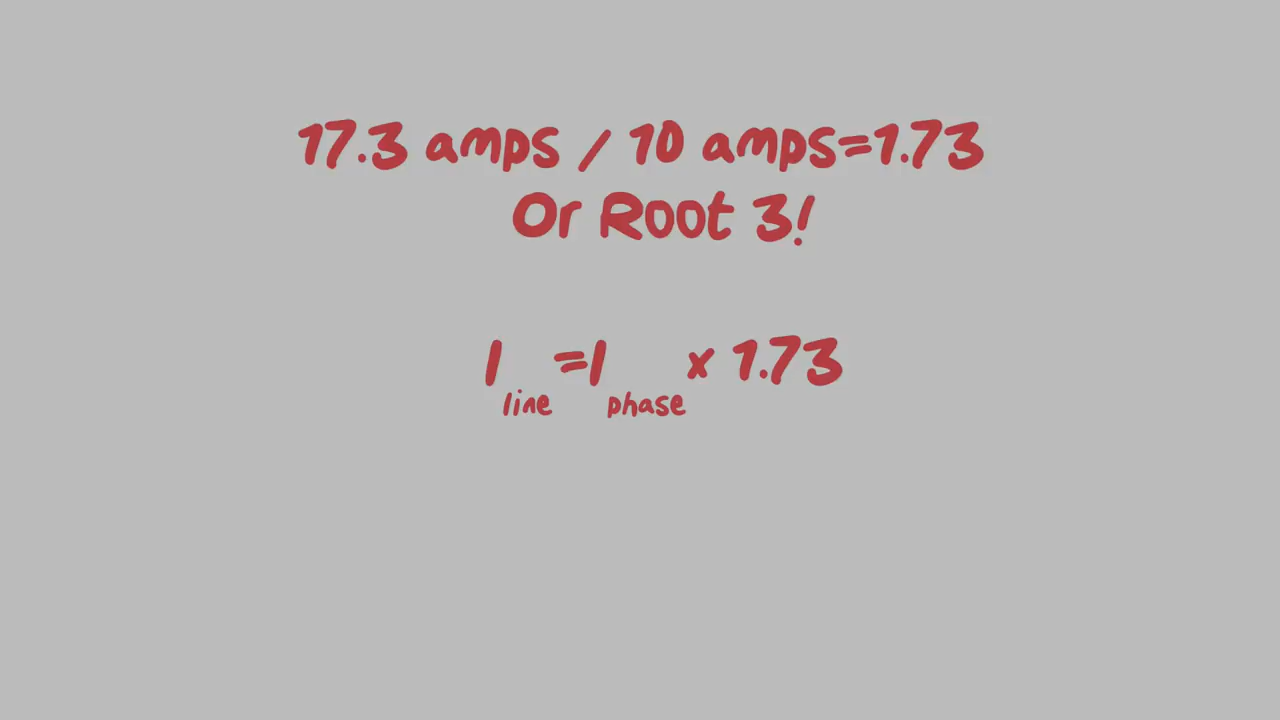 17.3 amps / 10 amps=1.73
Or Root 3!
I line =I phase x 1.73